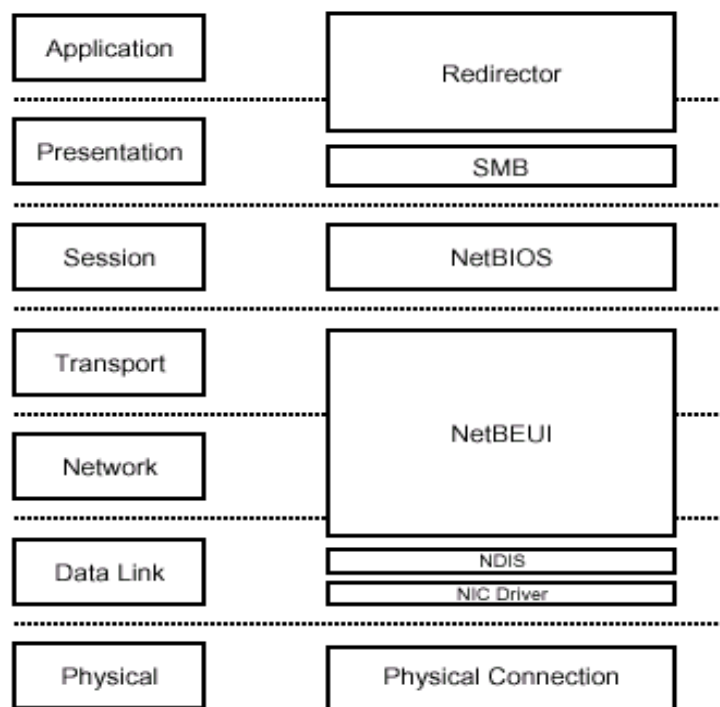 Application
Redirector
Presentation
SMB
Session
NetBIOS
Transport
NetBEUI
Network
Data Link
NDIS
NIC Driver
Physical
Physical Connection